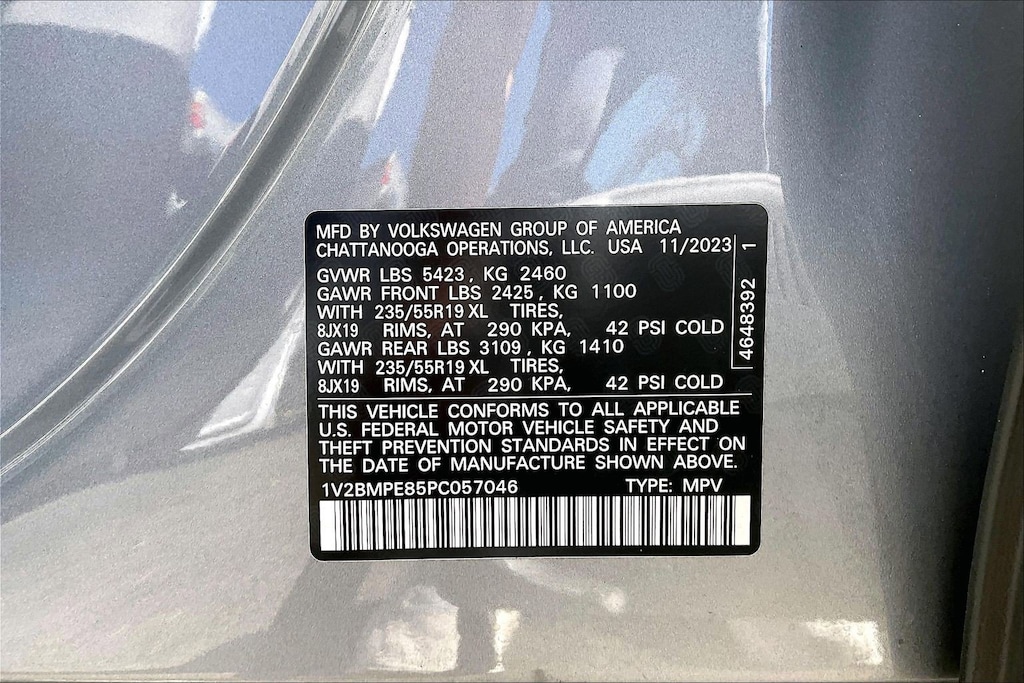 MFD BY VOLKSWAGEN GROUP OF AMERICA
CHATTANOOGA OPERATIONS, LLC. USA 11/2023
GVWR LBS 5423, KG 2460
GAWR FRONT LBS 2425, KG 1100
WITH 235/55R19 XL TIRES,
8JX19 RIMS, AT 290 KPA, 42 PSI COLD
GAWR REAR LBS 3109, KG 1410
WITH 235/55R19 XL TIRES,
8JX19 RIMS, AT 290 KPA, 42 PSI COLD
4648392 1
THIS VEHICLE CONFORMS TO ALL APPLICABLE
U.S. FEDERAL MOTOR VEHICLE SAFETY AND
THEFT PREVENTION STANDARDS IN EFFECT ON
THE DATE OF MANUFACTURE SHOWN ABOVE.
1V2BMPE85PC057046 TYPE: MPV